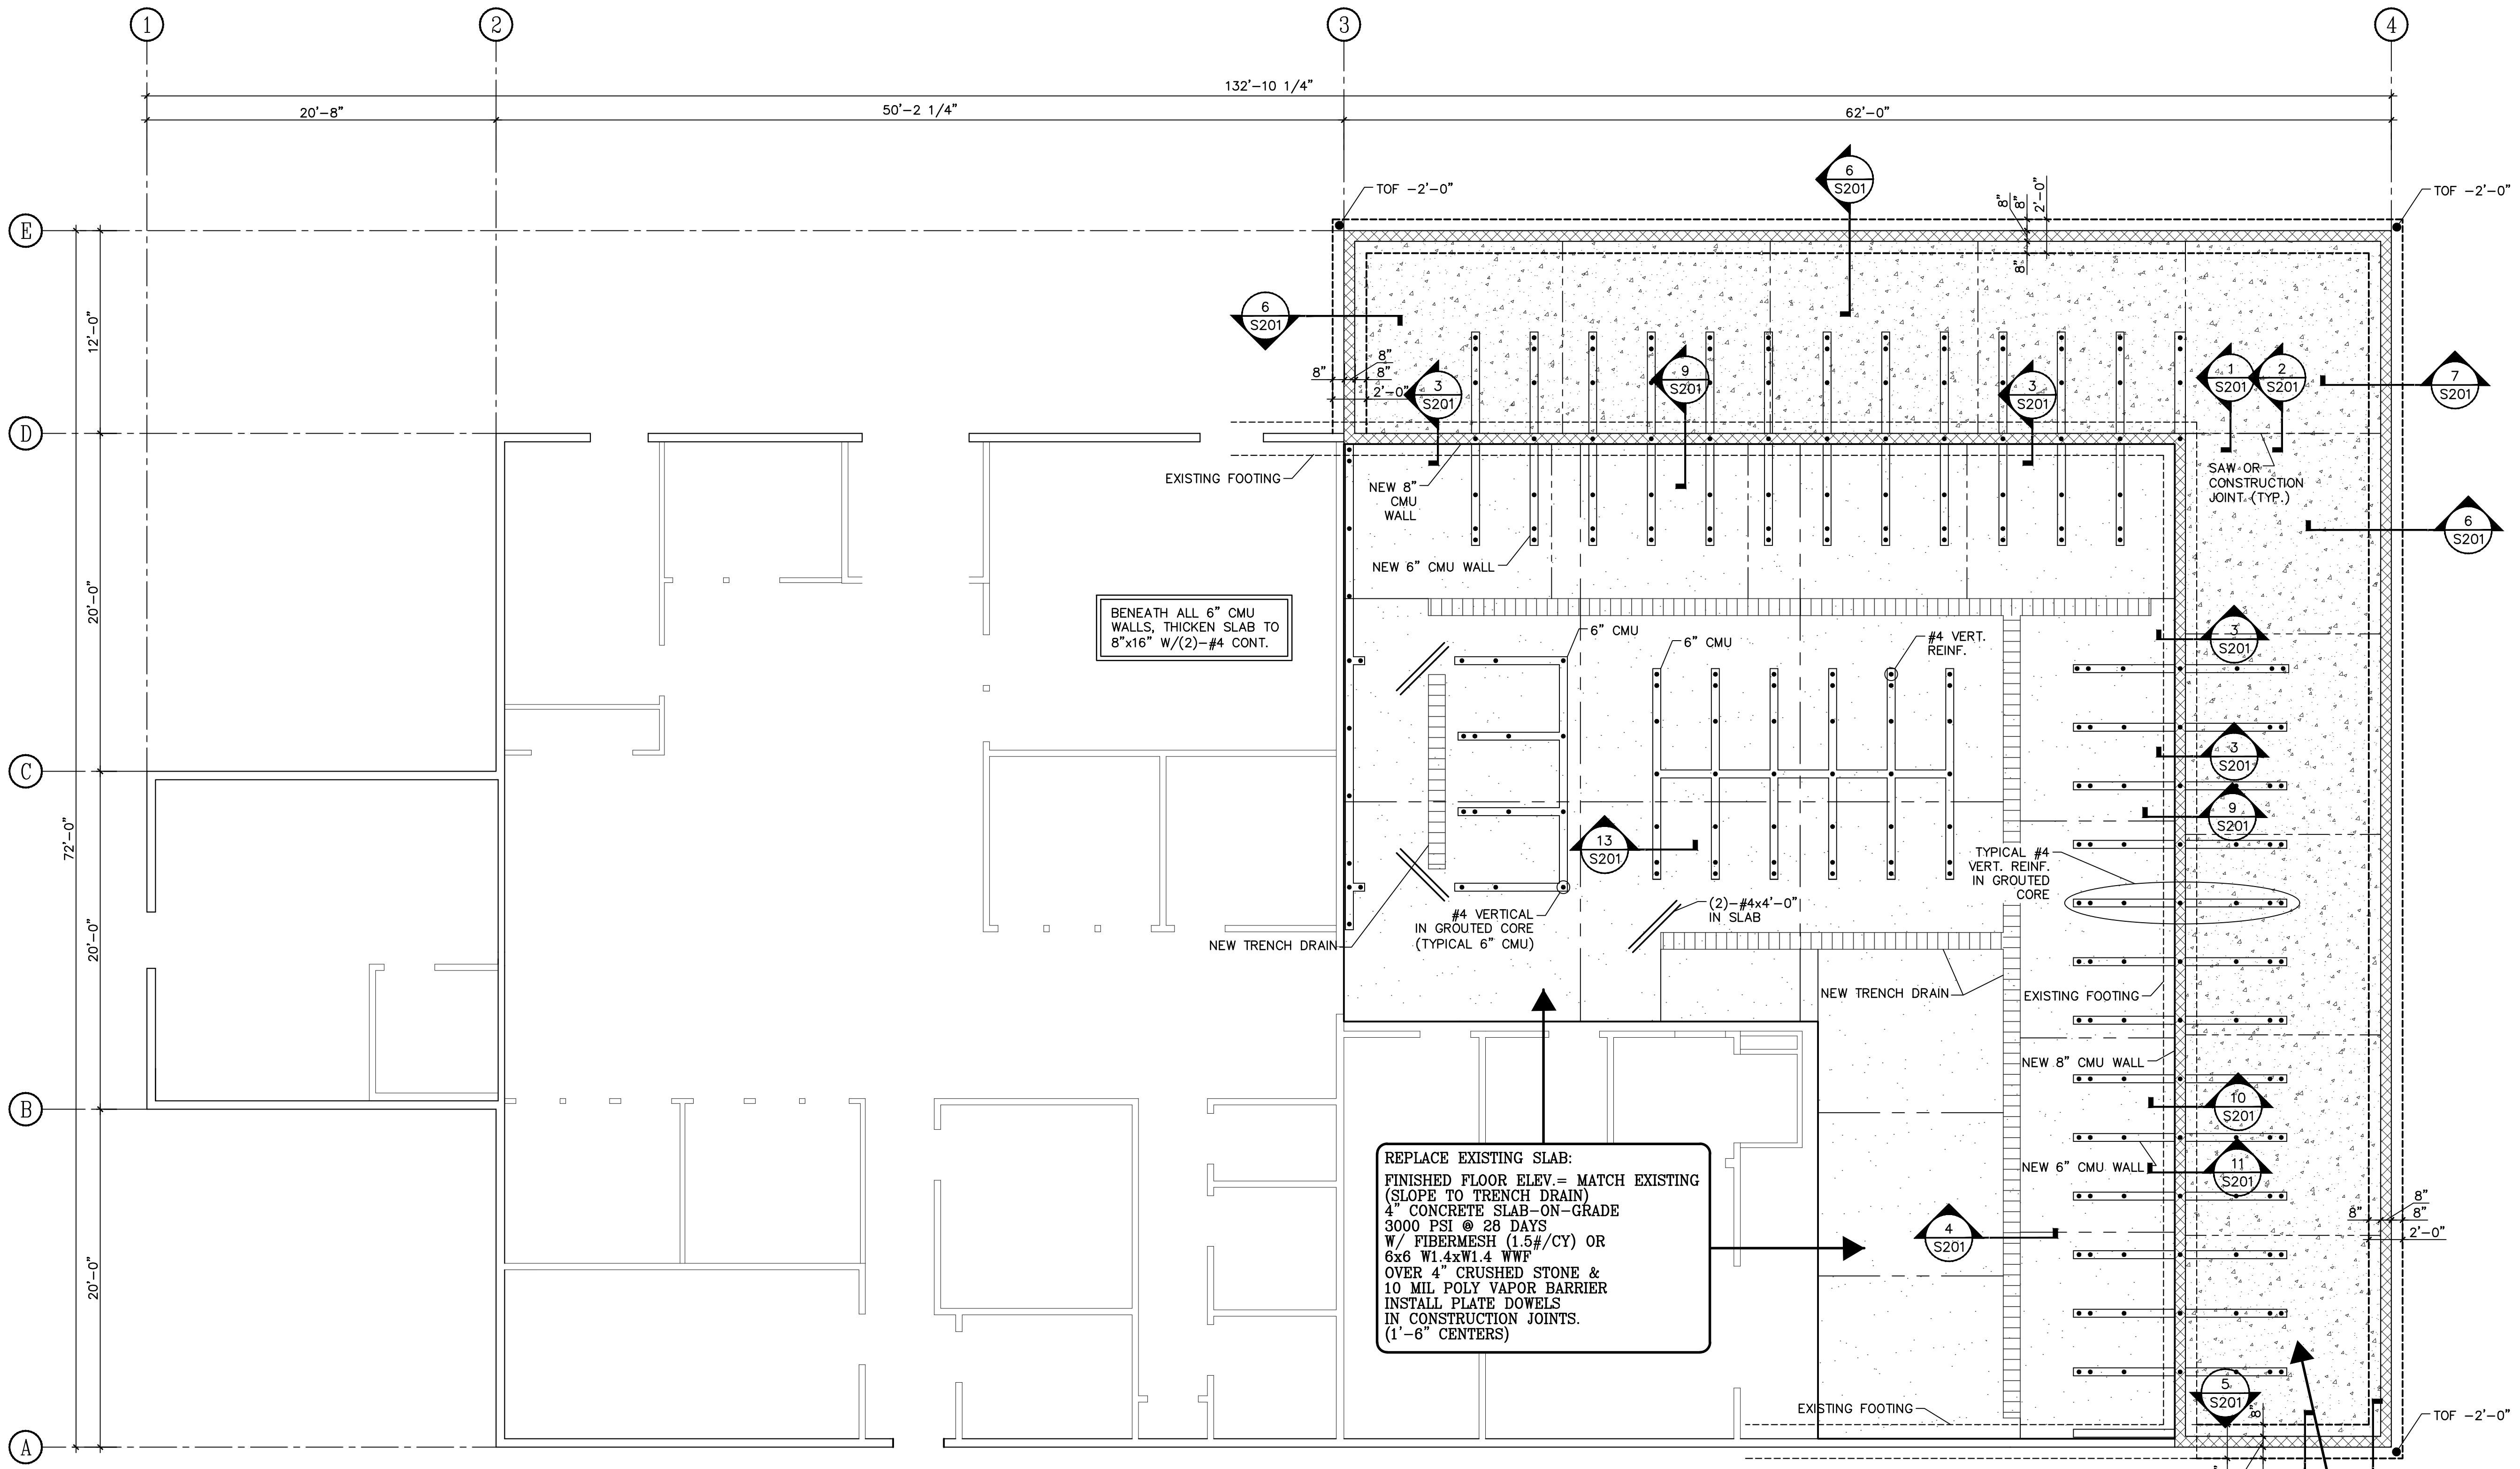 1
2
3
4
132'-10 1/4"
20'-8"
50'-2 1/4"
62'-0"
6
S201
TOF -2'-0"
TOF -2'-0"
8"
8"
2'-0"
8"
E
12'-0"
6
S201
8"
8"
8"
2'-0"
3
S201
9
S201
3
S201
1
S201
2
S201
7
S201
D
EXISTING FOOTING
NEW 8"
CMU
WALL
SAW OR
CONSTRUCTION
JOINT (TYP.)
6
S201
NEW 6" CMU WALL
20'-0"
BENEATH ALL 6" CMU
WALLS, THICKEN SLAB TO
8"x16" W/(2)-#4 CONT.
6" CMU
6" CMU
#4 VERT.
REINF.
3
S201
C
3
S201
9
S201
72'-0"
13
S201
TYPICAL #4
VERT. REINF.
IN GROUTED
CORE
20'-0"
#4 VERTICAL
IN GROUTED CORE
(TYPICAL 6" CMU)
(2)-#4x4'-0"
IN SLAB
NEW TRENCH DRAIN
NEW TRENCH DRAIN
EXISTING FOOTING
NEW 8" CMU WALL
B
10
S201
NEW 6" CMU WALL
11
S201
REPLACE EXISTING SLAB:
FINISHED FLOOR ELEV.= MATCH EXISTING
(SLOPE TO TRENCH DRAIN)
4" CONCRETE SLAB-ON-GRADE
3000 PSI @ 28 DAYS
W/ FIBERMESH (1.5#/CY) OR
6x6 W1.4xW1.4 WWF
OVER 4" CRUSHED STONE &
10 MIL POLY VAPOR BARRIER
INSTALL PLATE DOWELS
IN CONSTRUCTION JOINTS.
(1'-6" CENTERS)
4
S201
8"
8"
8"
2'-0"
20'-0"
5
S201
8"
EXISTING FOOTING
TOF -2'-0"
A